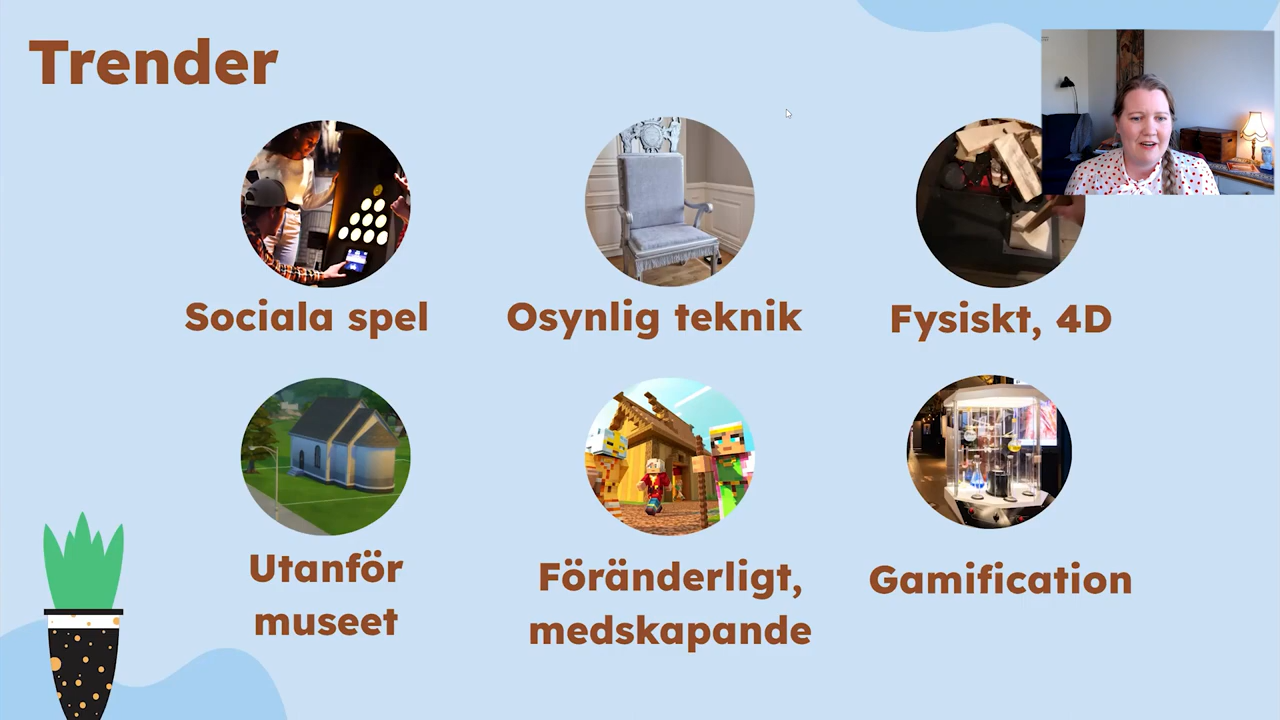 Trender
Sociala spel
Osynlig teknik
Fysiskt, 4D
Utanför
museet
Föränderligt,
medskapande
Gamification